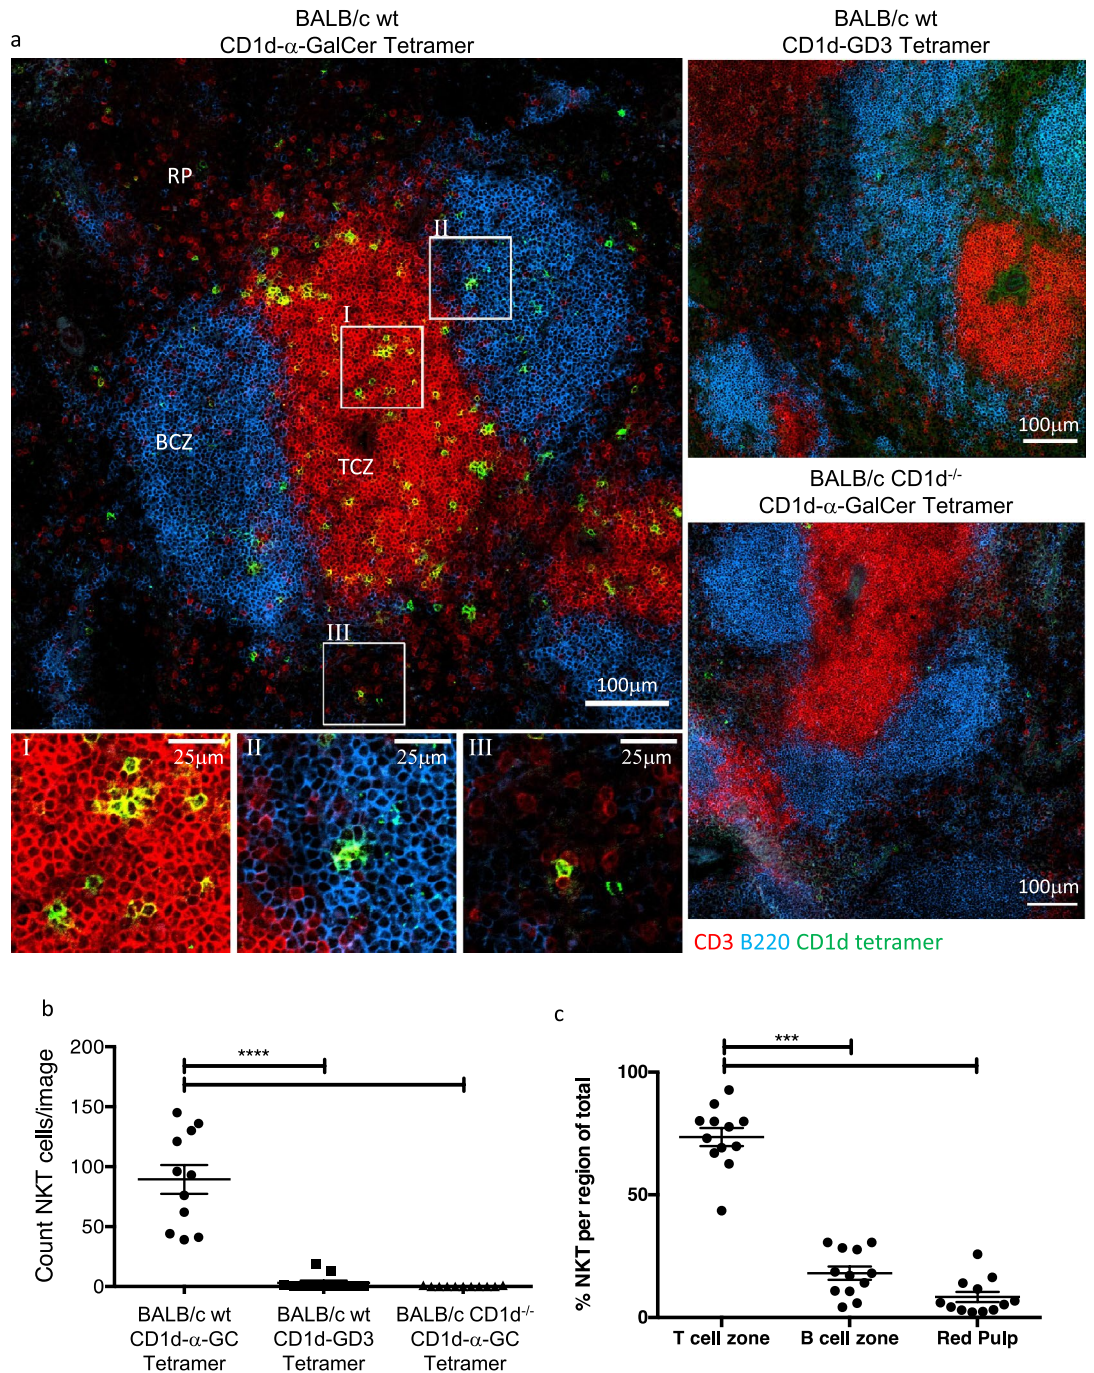 a
BALB/c wt
CD1d-α-GalCer Tetramer
BALB/c wt
CD1d-GD3 Tetramer
RP
II
I
BCZ
TCZ
III
100µm
100µm
BALB/c CD1d-/-
CD1d-α-GalCer Tetramer
I
25µm
II
25µm
III
25µm
100µm
CD3 B220 CD1d tetramer
b
200
150
100
50
0
Count NKT cells/image
****
BALB/c wt
CD1d-α-GC
Tetramer
BALB/c wt
CD1d-GD3
Tetramer
BALB/c CD1d-/-
CD1d-α-GC
Tetramer
c
100
50
0
% NKT per region of total
***
T cell zone
B cell zone
Red Pulp